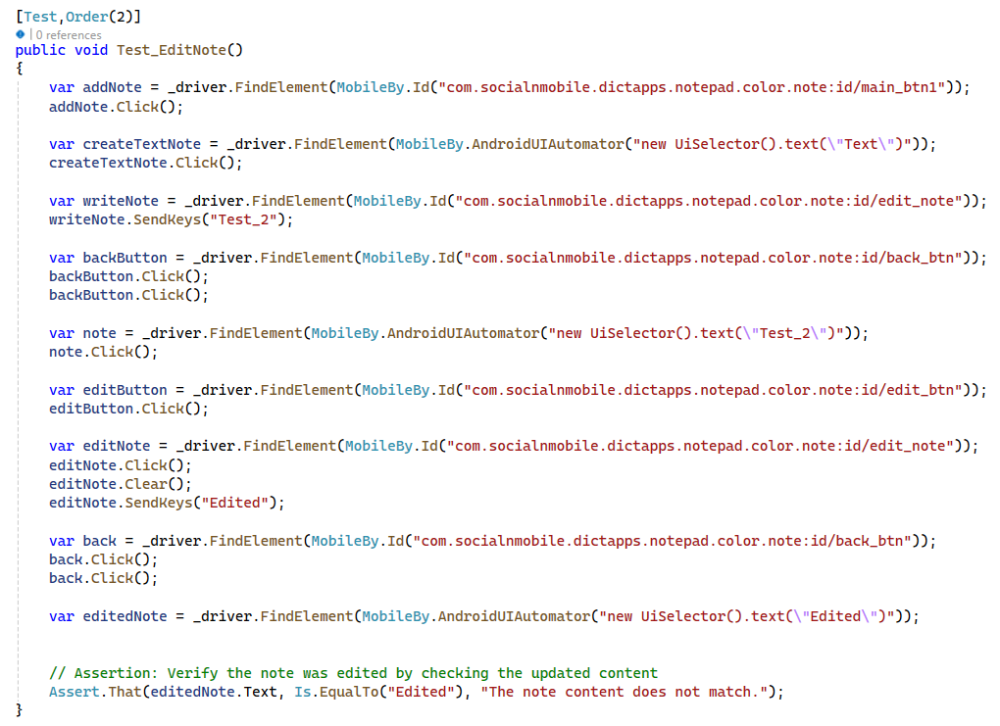 [Test,Order(2)]
| 0 references
public void Test_EditNote()
{
var addNote = _driver.FindElement(MobileBy.Id("com.socialnmobile.dictapps.notepad.color.note:id/main_btn1"));
addNote.Click();
var createTextNote = _driver.FindElement(MobileBy.AndroidUIAutomator("new UiSelector().text(\"Text\")"));
createTextNote.Click();
var writeNote = _driver.FindElement(MobileBy.Id("com.socialnmobile.dictapps.notepad.color.note:id/edit_note"));
writeNote.SendKeys("Test_2");
var backButton = _driver.FindElement(MobileBy.Id("com.socialnmobile.dictapps.notepad.color.note:id/back_btn"));
backButton.Click();
backButton.Click();
var note = _driver.FindElement(MobileBy.AndroidUIAutomator("new UiSelector().text(\"Test_2\")"));
note.Click();
var editButton = _driver.FindElement(MobileBy.Id("com.socialnmobile.dictapps.notepad.color.note:id/edit_btn"));
editButton.Click();
var editNote = _driver.FindElement(MobileBy.Id("com.socialnmobile.dictapps.notepad.color.note:id/edit_note"));
editNote.Click();
editNote.Clear();
editNote.SendKeys("Edited");
var back = _driver.FindElement(MobileBy.Id("com.socialnmobile.dictapps.notepad.color.note:id/back_btn"));
back.Click();
back.Click();
var editedNote = _driver.FindElement(MobileBy.AndroidUIAutomator("new UiSelector().text(\"Edited\")"));
// Assertion: Verify the note was edited by checking the updated content
Assert.That(editedNote.Text, Is.EqualTo("Edited"), "The note content does not match.");
}